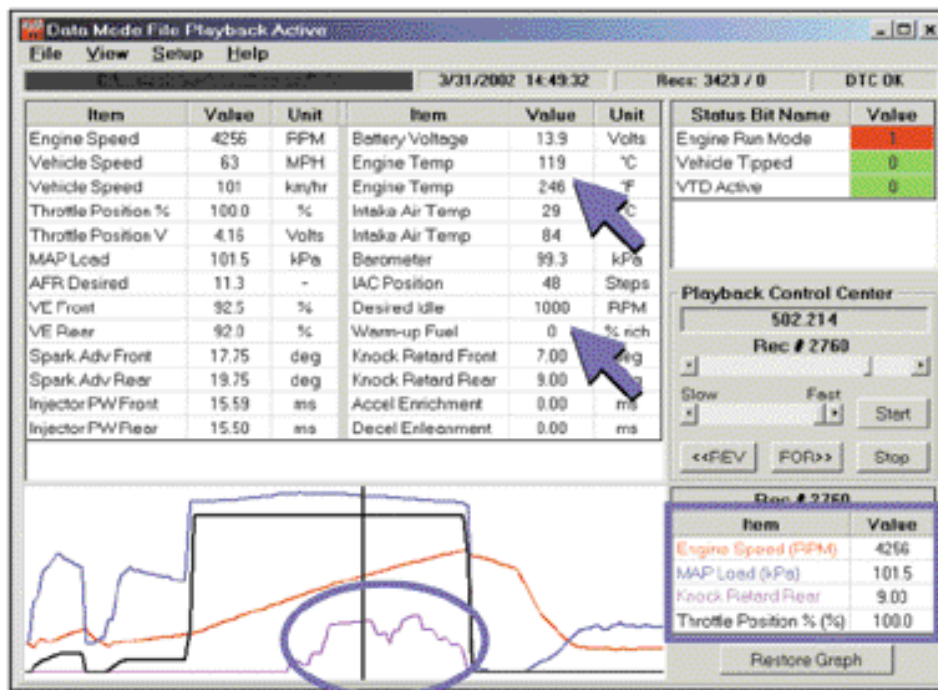 Data Mode File Playback Active
File View Setup Help
3/31/2002 14:49:32 Recs: 3423 / 0 DTC OK
Item Value Unit Item Value Unit
Engine Speed 4256 RPM Battery Voltage 13.9 Volts
Vehicle Speed 63 MPH Engine Temp 119 °C
Vehicle Speed 101 km/hr Engine Temp 246 °F
Throttle Position % 100.0 % Intake Air Temp 29 °C
Throttle Position V 4.16 Volts Intake Air Temp 84
MAP Load 101.5 kPa Barometer 99.3 kPa
AFR Desired 11.3 - IAC Position 48 Steps
VE Front 92.5 % Desired Idle 1000 RPM
VE Rear 92.0 % Warm-up Fuel 0 % rich
Spark Adv Front 17.75 deg Knock Retard Front 7.00 deg
Spark Adv Rear 19.75 deg Knock Retard Rear 9.00
Injector PW Front 15.59 ms Accel Enrichment 0.00 ms
Injector PW Rear 15.50 ms Decel Enleanment 0.00 ms
Status Bit Name Value
Engine Run Mode 1
Vehicle Tipped 0
VTD Active 0
Playback Control Center
502.214
Rec # 2760
Slow Fast
Start
<<REV FOR>> Stop
Rec # 2760
Item Value
Engine Speed (RPM) 4256
MAP Load (kPa) 101.5
Knock Retard Rear 9.00
Throttle Position % (%) 100.0
Restore Graph